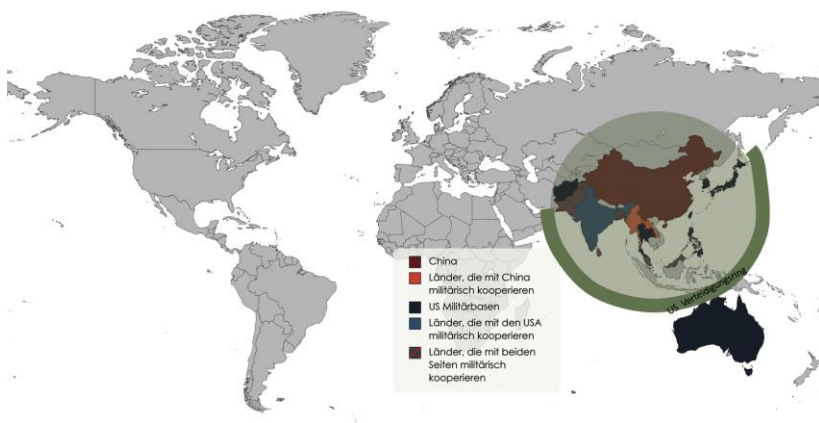 China
Länder, die mit China
militärisch kooperieren
US Militärbasen
Länder, die mit den USA
militärisch kooperieren
Länder, die mit beiden
Seiten militärisch
kooperieren
US Verteidigungsring